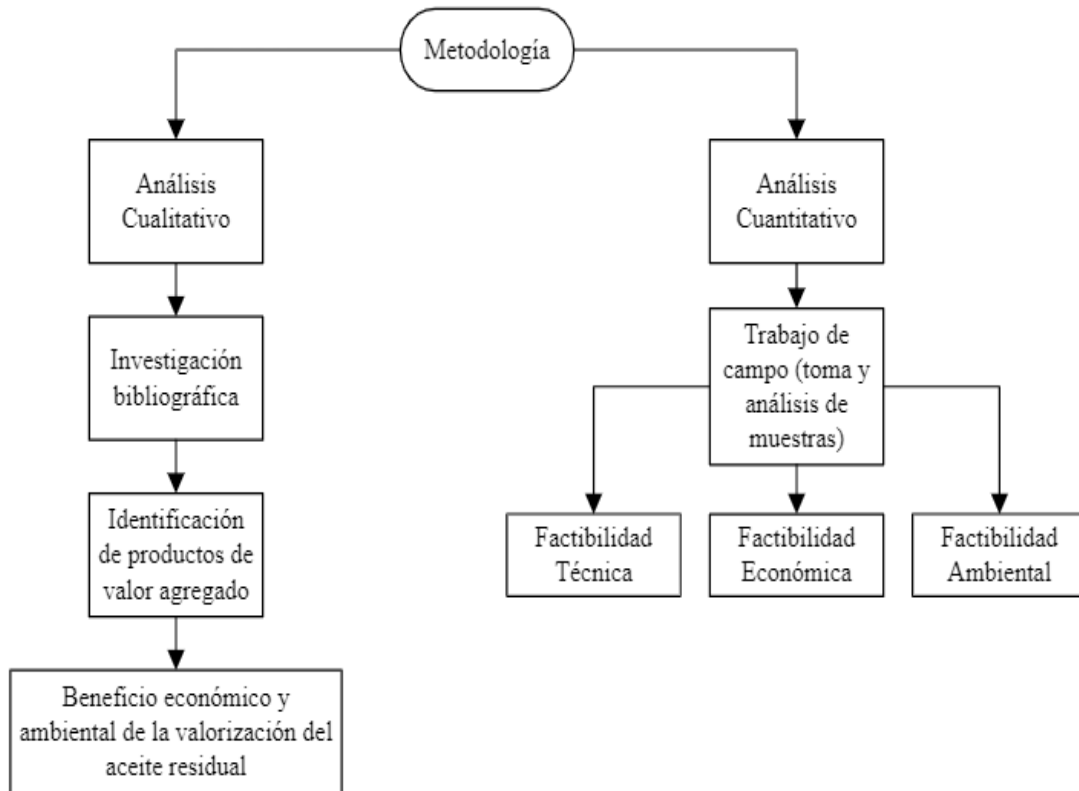 Metodología
Análisis
Cualitativo
Investigación
bibliográfica
Identificación
de productos de
valor agregado
Beneficio económico y
ambiental de la valorización del
aceite residual
Análisis
Cuantitativo
Trabajo de
campo (toma y
análisis de
muestras)
Factibilidad
Técnica
Factibilidad
Económica
Factibilidad
Ambiental